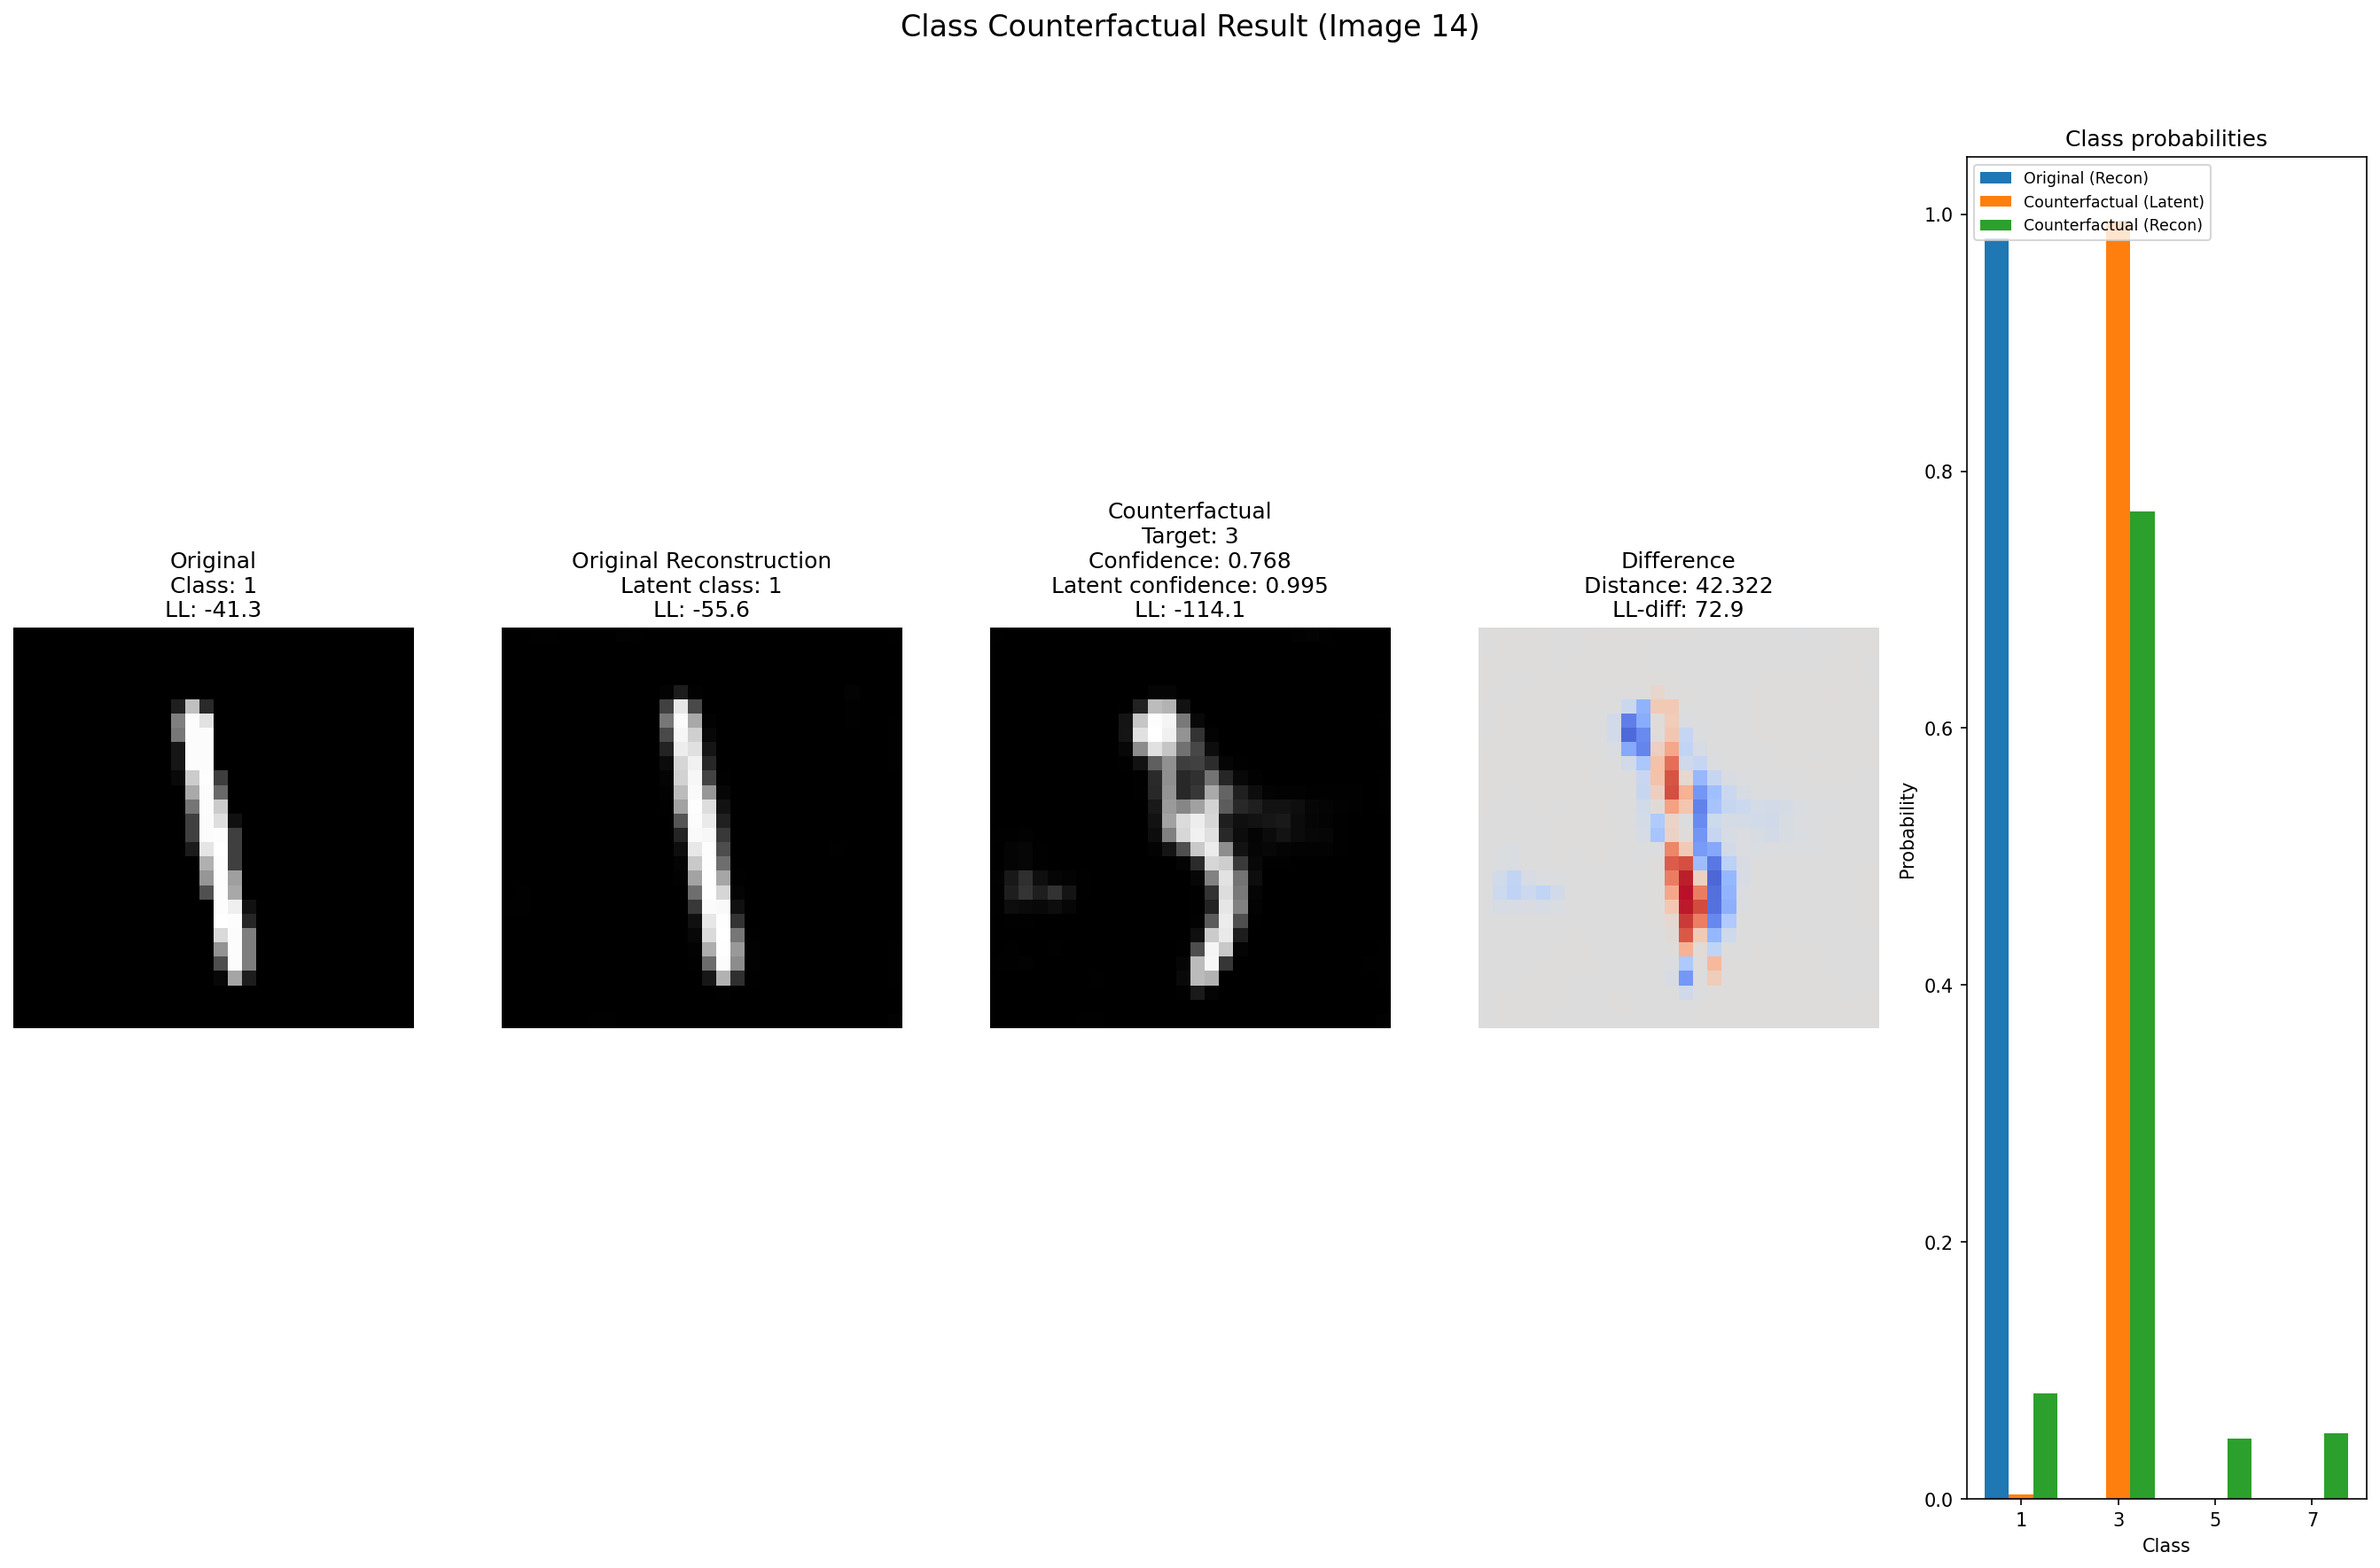 Class Counterfactual Result (Image 14)
Original
Class: 1
LL: -41.3
Original Reconstruction
Latent class: 1
LL: -55.6
Counterfactual
Target: 3
Confidence: 0.768
Latent confidence: 0.995
LL: -114.1
Difference
Distance: 42.322
LL-diff: 72.9
Class probabilities
Original (Recon)
Counterfactual (Latent)
Counterfactual (Recon)
1.0
0.8
0.6
0.4
0.2
0.0
Probability
1 3 5 7
Class